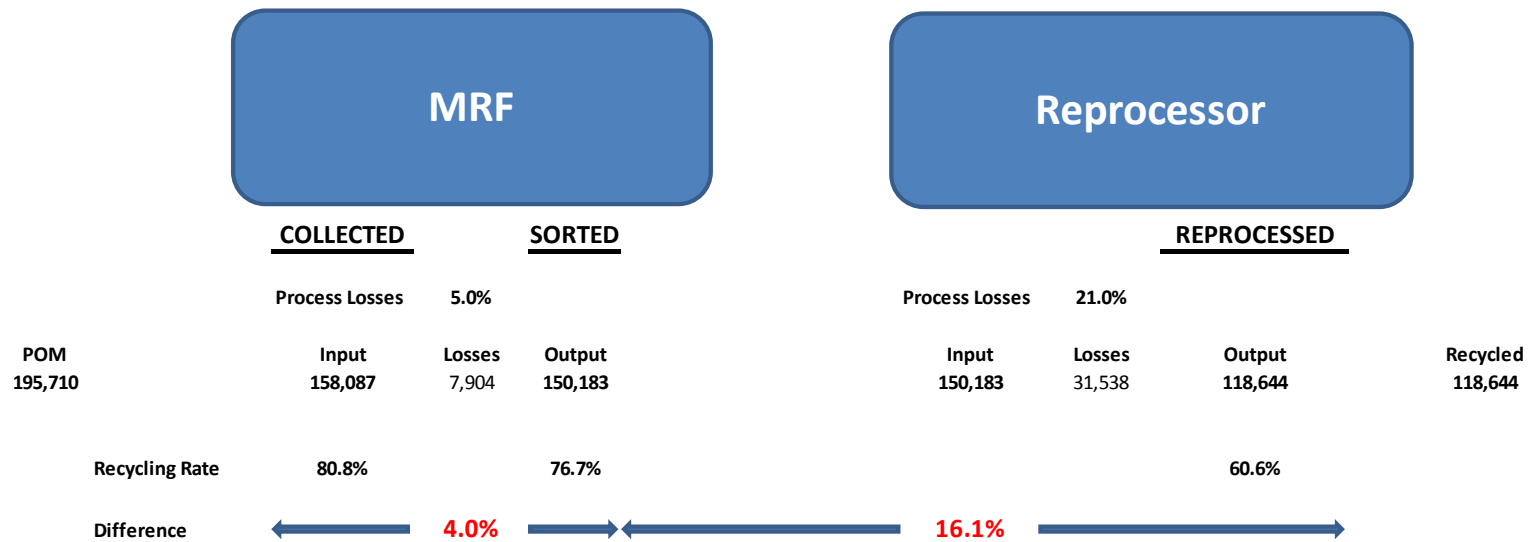 MRF Reprocessor
COLLECTED SORTED REPROCESSED
Process Losses 5.0% Process Losses 21.0%
POM Input Losses Output Input Losses Output Recycled
195,710 158,087 7,904 150,183 150,183 31,538 118,644 118,644
Recycling Rate 80.8% 76.7% 60.6%
Difference 4.0% 16.1%